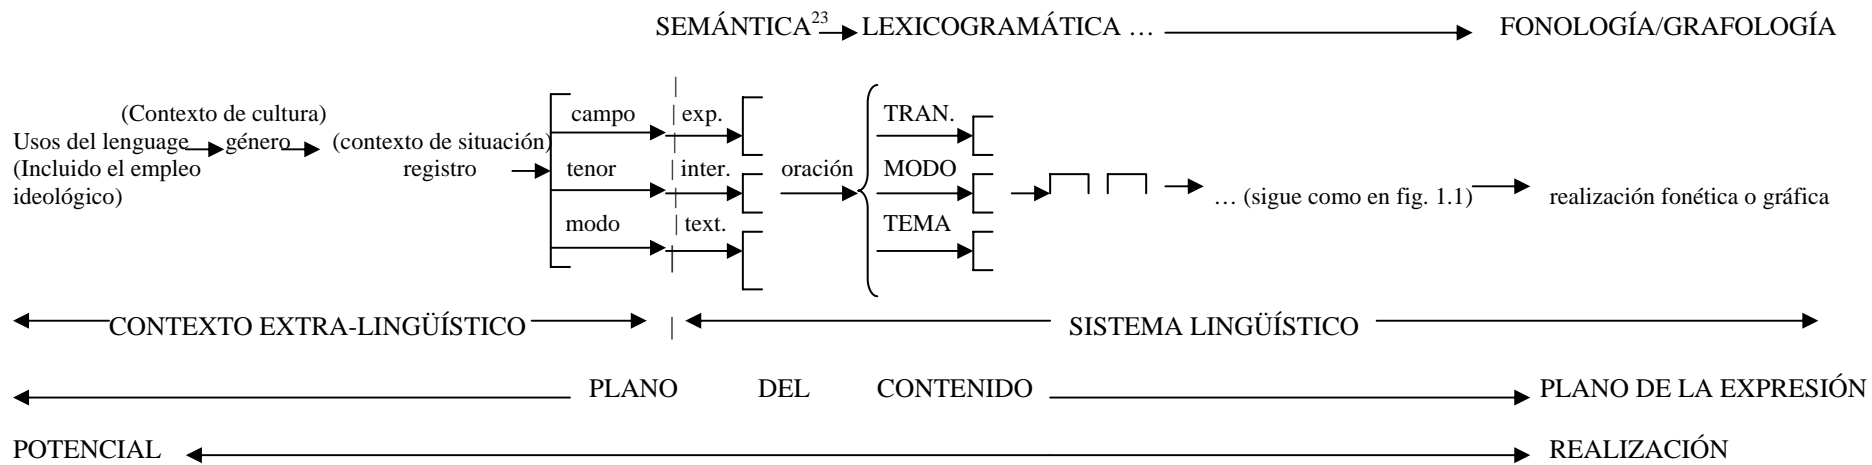 SEMÁNTICA23 LEXICOGRAMÁTICA … FONOLOGÍA/GRAFOLOGÍA
(Contexto de cultura) campo exp. TRAN.
Usos del lenguage género (contexto de situación)
(Incluido el empleo registro tenor inter. oración MODO
ideológico) … (sigue como en fig. 1.1) realización fonética o gráfica
modo text. TEMA
CONTEXTO EXTRA-LINGÜÍSTICO SISTEMA LINGÜÍSTICO
PLANO DEL CONTENIDO PLANO DE LA EXPRESIÓN
POTENCIAL REALIZACIÓN